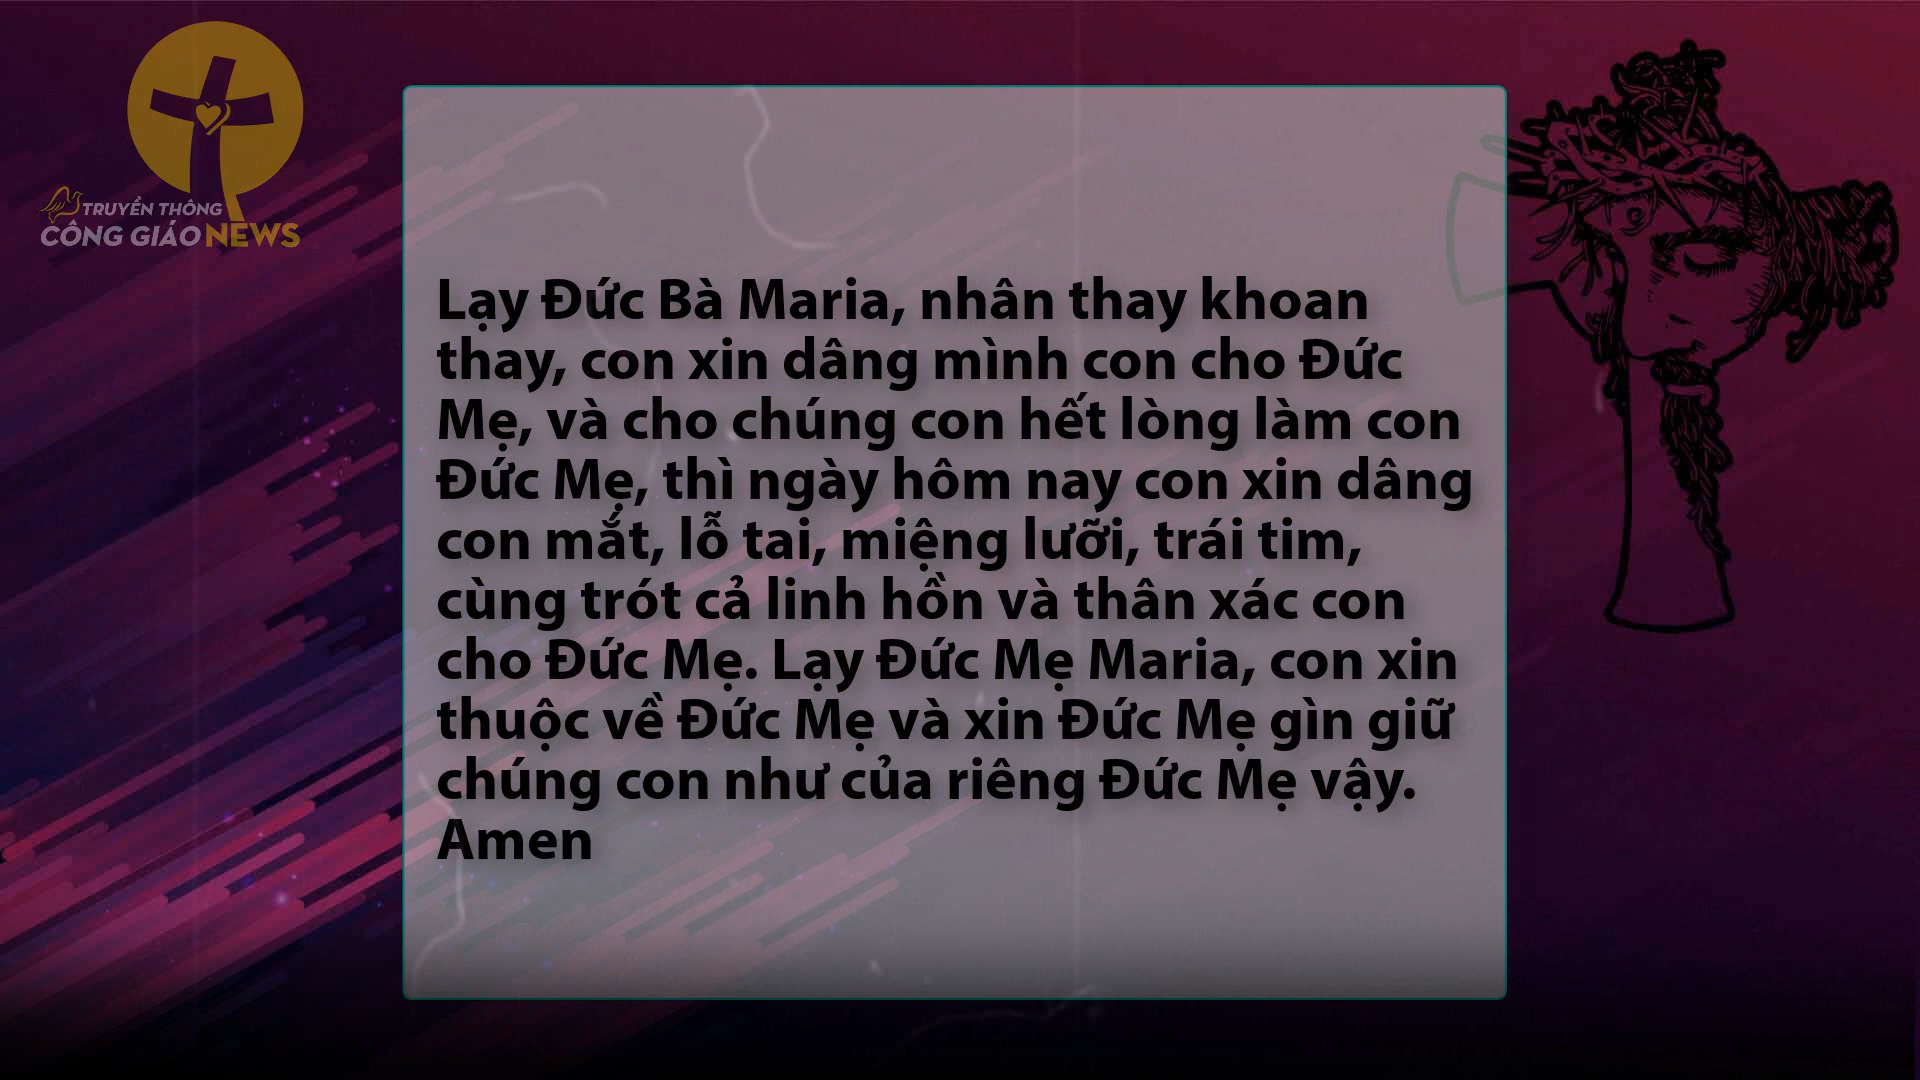 TRUYỀN THÔNG
CÔNG GIÁO NEWS
Lạy Đức Bà Maria, nhân thay khoan
thay, con xin dâng mình con cho Đức
Mẹ, và cho chúng con hết lòng làm con
Đức Mẹ, thì ngày hôm nay con xin dâng
con mắt, lỗ tai, miệng lưỡi, trái tim,
cùng trót cả linh hồn và thân xác con
cho Đức Mẹ. Lạy Đức Mẹ Maria, con xin
thuộc về Đức Mẹ và xin Đức Mẹ gìn giữ
chúng con như của riêng Đức Mẹ vậy.
Amen